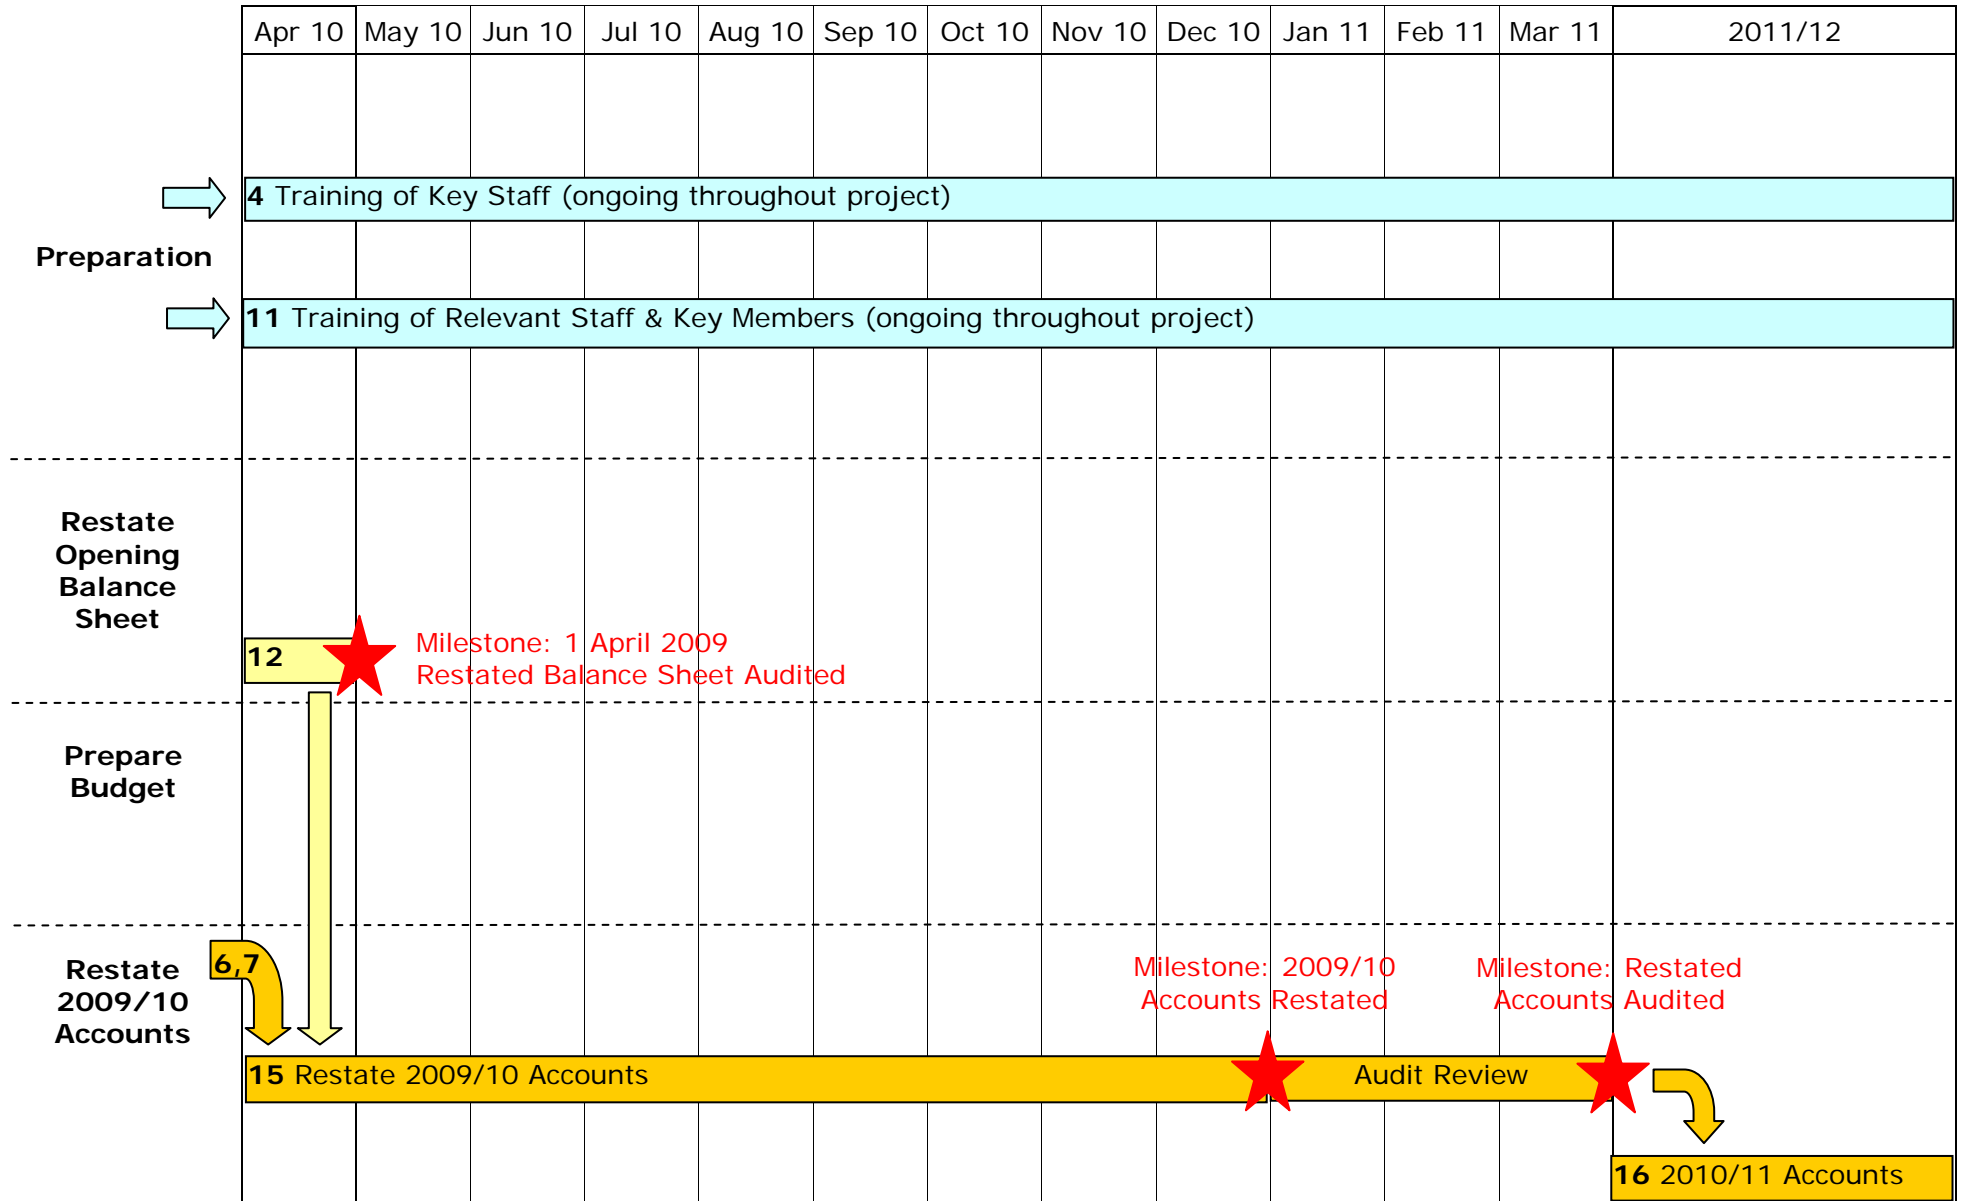 Apr 10 May 10 Jun 10 Jul 10 Aug 10 Sep 10 Oct 10 Nov 10 Dec 10 Jan 11 Feb 11 Mar 11 2011/12
4 Training of Key Staff (ongoing throughout project)
Preparation
11 Training of Relevant Staff & Key Members (ongoing throughout project)
Restate
Opening
Balance
Sheet
12
Milestone: 1 April 2009
Restated Balance Sheet Audited
Prepare
Budget
Restate
2009/10
Accounts
6,7
Milestone: 2009/10
Accounts Restated
Milestone: Restated
Accounts Audited
15 Restate 2009/10 Accounts
Audit Review
16 2010/11 Accounts